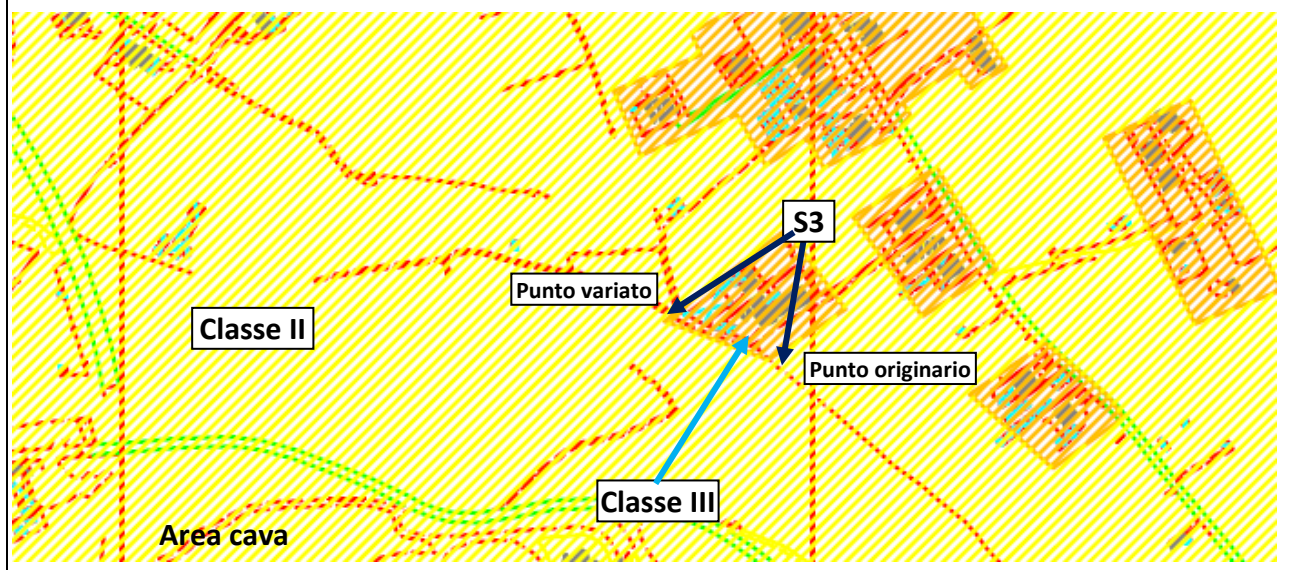 S3
Punto variato
Classe II
Punto originario
Classe III
Area cava